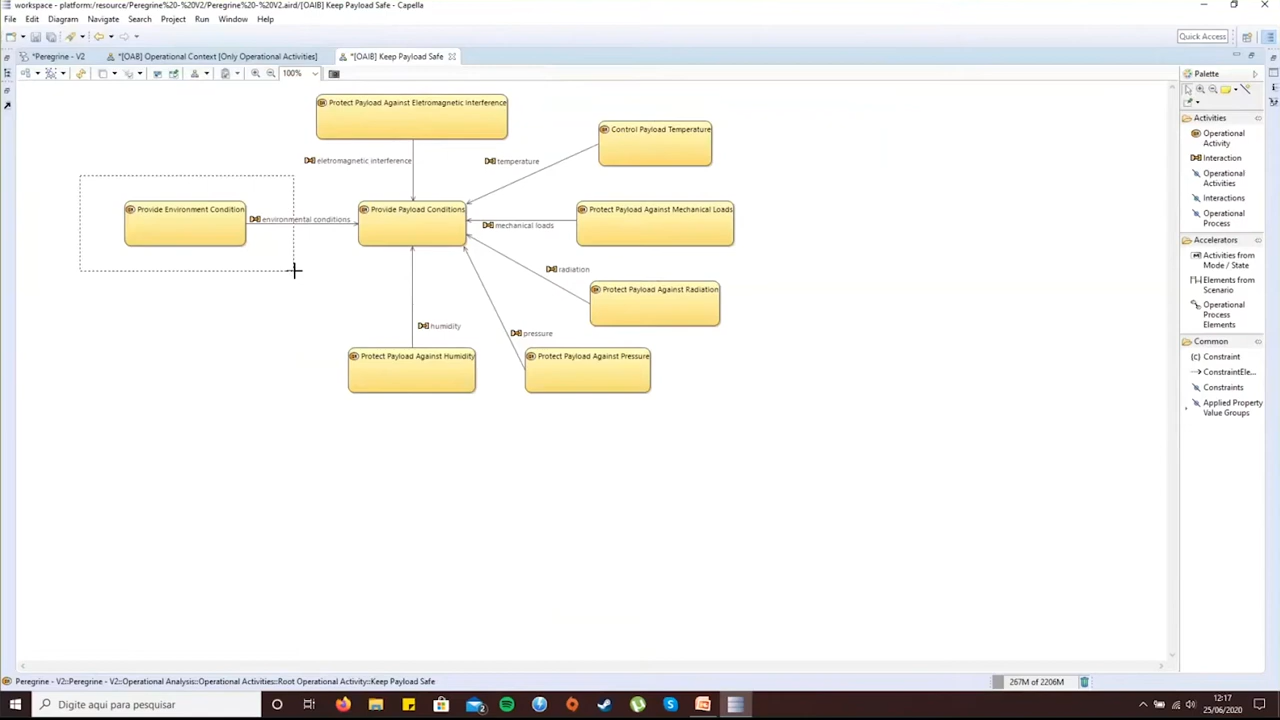 workspace - platform:/resource/Peregrine%20-%20V2/Peregrine%20-%20V2.aird/[OAIB] Keep Payload Safe - Capella
File Edit Diagram Navigate Search Project Run Window Help
Quick Access
*Peregrine - V2
*[OAB] Operational Context [Only Operational Activities]
*[OAIB] Keep Payload Safe
100%
Palette
Activities
Operational Activity
Interaction
Operational Activities
Interactions
Operational Process
Accelerators
Activities from Mode / State
Elements from Scenario
Operational Process Elements
Common
(c) Constraint
ConstraintEle...
Constraints
Applied Property Value Groups
Protect Payload Against Eletromagnetic Interference
Control Payload Temperature
eletromagnetic interference
temperature
Provide Environment Condition
environmental conditions
Provide Payload Conditions
mechanical loads
Protect Payload Against Mechanical Loads
radiation
Protect Payload Against Radiation
humidity
pressure
Protect Payload Against Humidity
Protect Payload Against Pressure
Peregrine - V2::Peregrine - V2::Operational Analysis::Operational Activities::Root Operational Activity::Keep Payload Safe
267M of 2206M
Digite aqui para pesquisar
2
12:17
25/06/2020